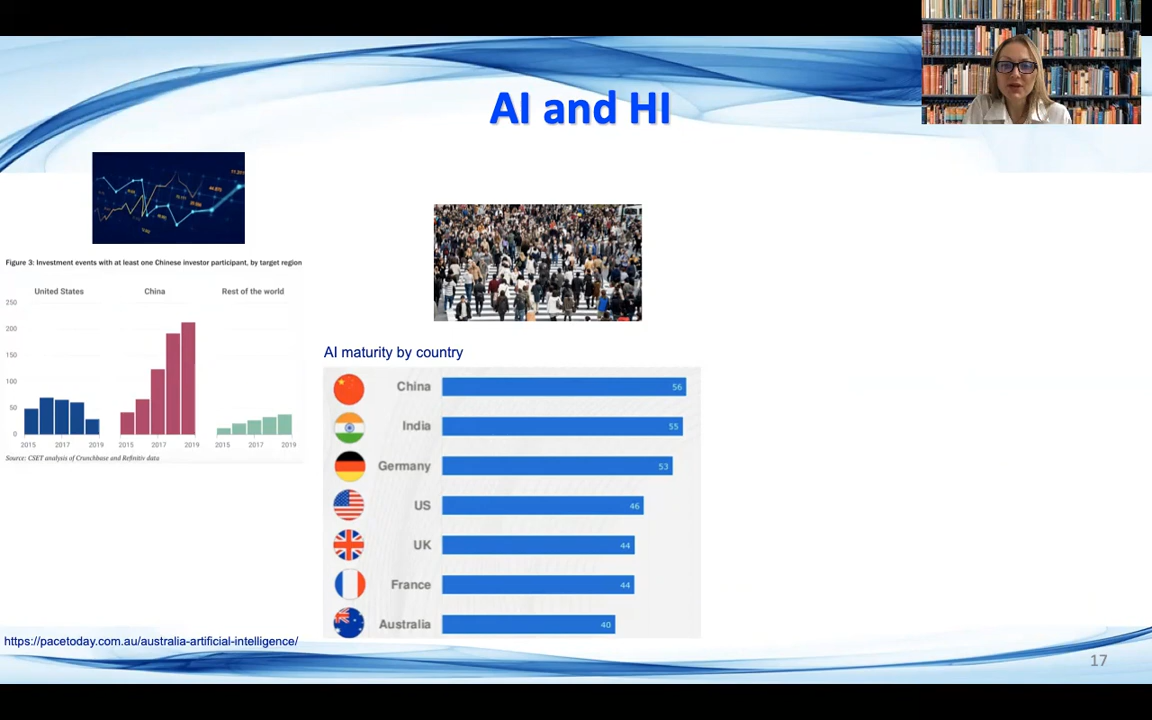 AI and HI
Figure 3: Investment events with at least one Chinese investor participant, by target region
United States China Rest of the world
250
200
150
100
50
0
2015 2017 2019 2015 2017 2019 2015 2017 2019
Source: CSET analysis of Crunchbase and Refinitiv data
AI maturity by country
China 56
India 55
Germany 53
US 46
UK 44
France 44
Australia 40
https://pacetoday.com.au/australia-artificial-intelligence/
17